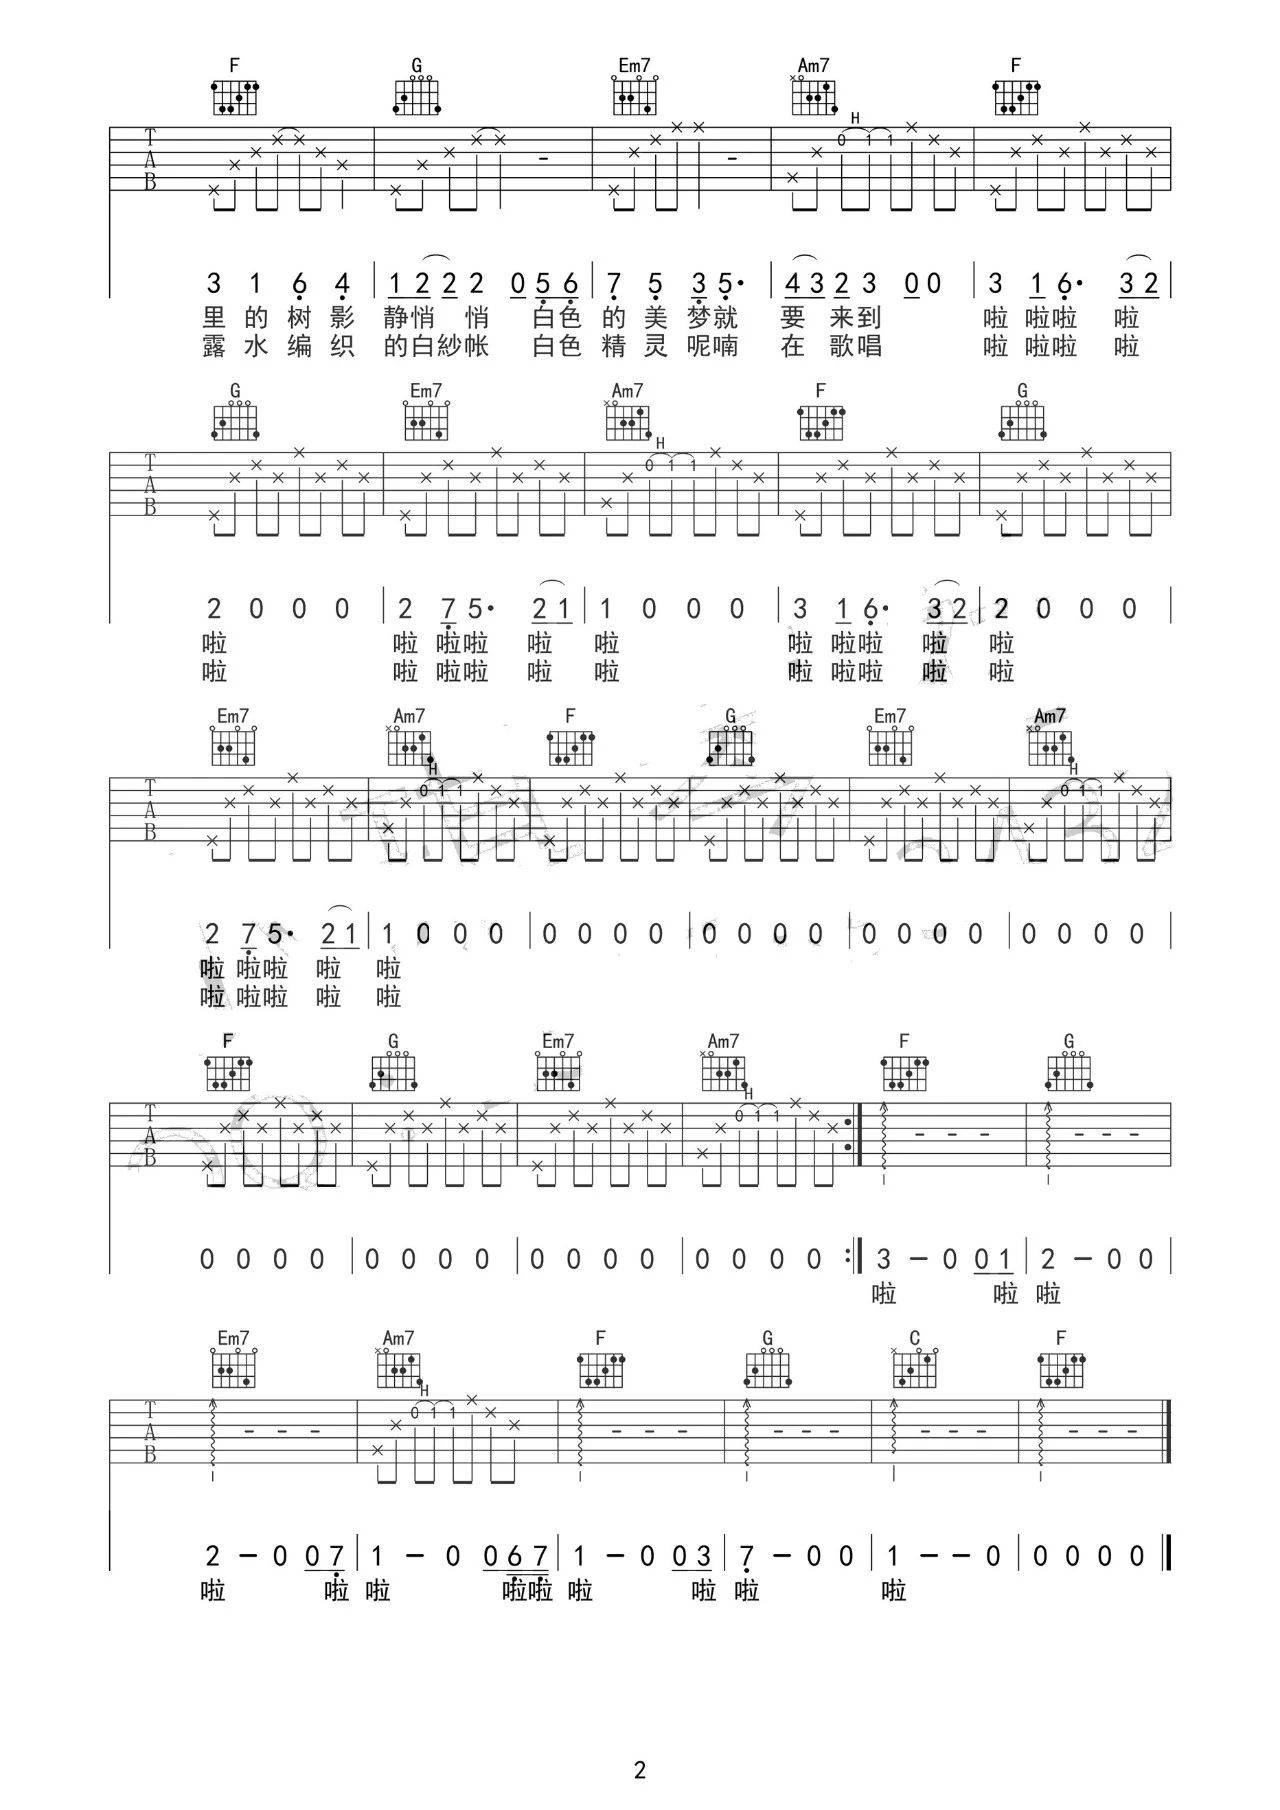 F G Em7 Am7 F
H
T A B × × × × × × × × × × × × – × × × × × – × × 0 1 1 × × × × × × × × × × ×
3 1 6 4 1 2 2 2 0 5 6 7 5 3 5· 4 3 2 3 0 0 3 1 6· 3 2
里 的 树 影 静悄 悄 白色 的 美 梦就 要 来到 啦 啦啦 啦
露 水 编 织 的白紗帐 白色 精 灵 呢喃 在 歌唱 啦 啦啦 啦
G Em7 Am7 F G
H
T A B 0 1 1
2 0 0 0 2 7 5· 2 1 1 0 0 0 3 1 6· 3 2 2 0 0 0
啦 啦 啦啦 啦 啦 啦 啦啦 啦 啦
啦 啦 啦啦 啦 啦 啦 啦啦 啦 啦
Em7 Am7 F G Em7 Am7
H H
T A B 0 1 1 0 1 1
2 7 5· 2 1 1 0 0 0 0 0 0 0 0 0 0 0 0 0 0 0 0 0 0 0
啦 啦啦 啦 啦
啦 啦啦 啦 啦
F G Em7 Am7 F G
H
T A B 0 1 1 - - - - - -
0 0 0 0 0 0 0 0 0 0 0 0 0 0 0 0 :‖ 3 – 0 0 1 2 – 0 0
啦 啦 啦
Em7 Am7 F G C F
H
T A B - - - 0 1 1 - - - - - - - - - - - -
2 – 0 0 7 1 – 0 0 6 7 1 – 0 0 3 7 – 0 0 1 – – 0 0 0 0 0
啦 啦 啦 啦啦 啦 啦 啦 啦
2